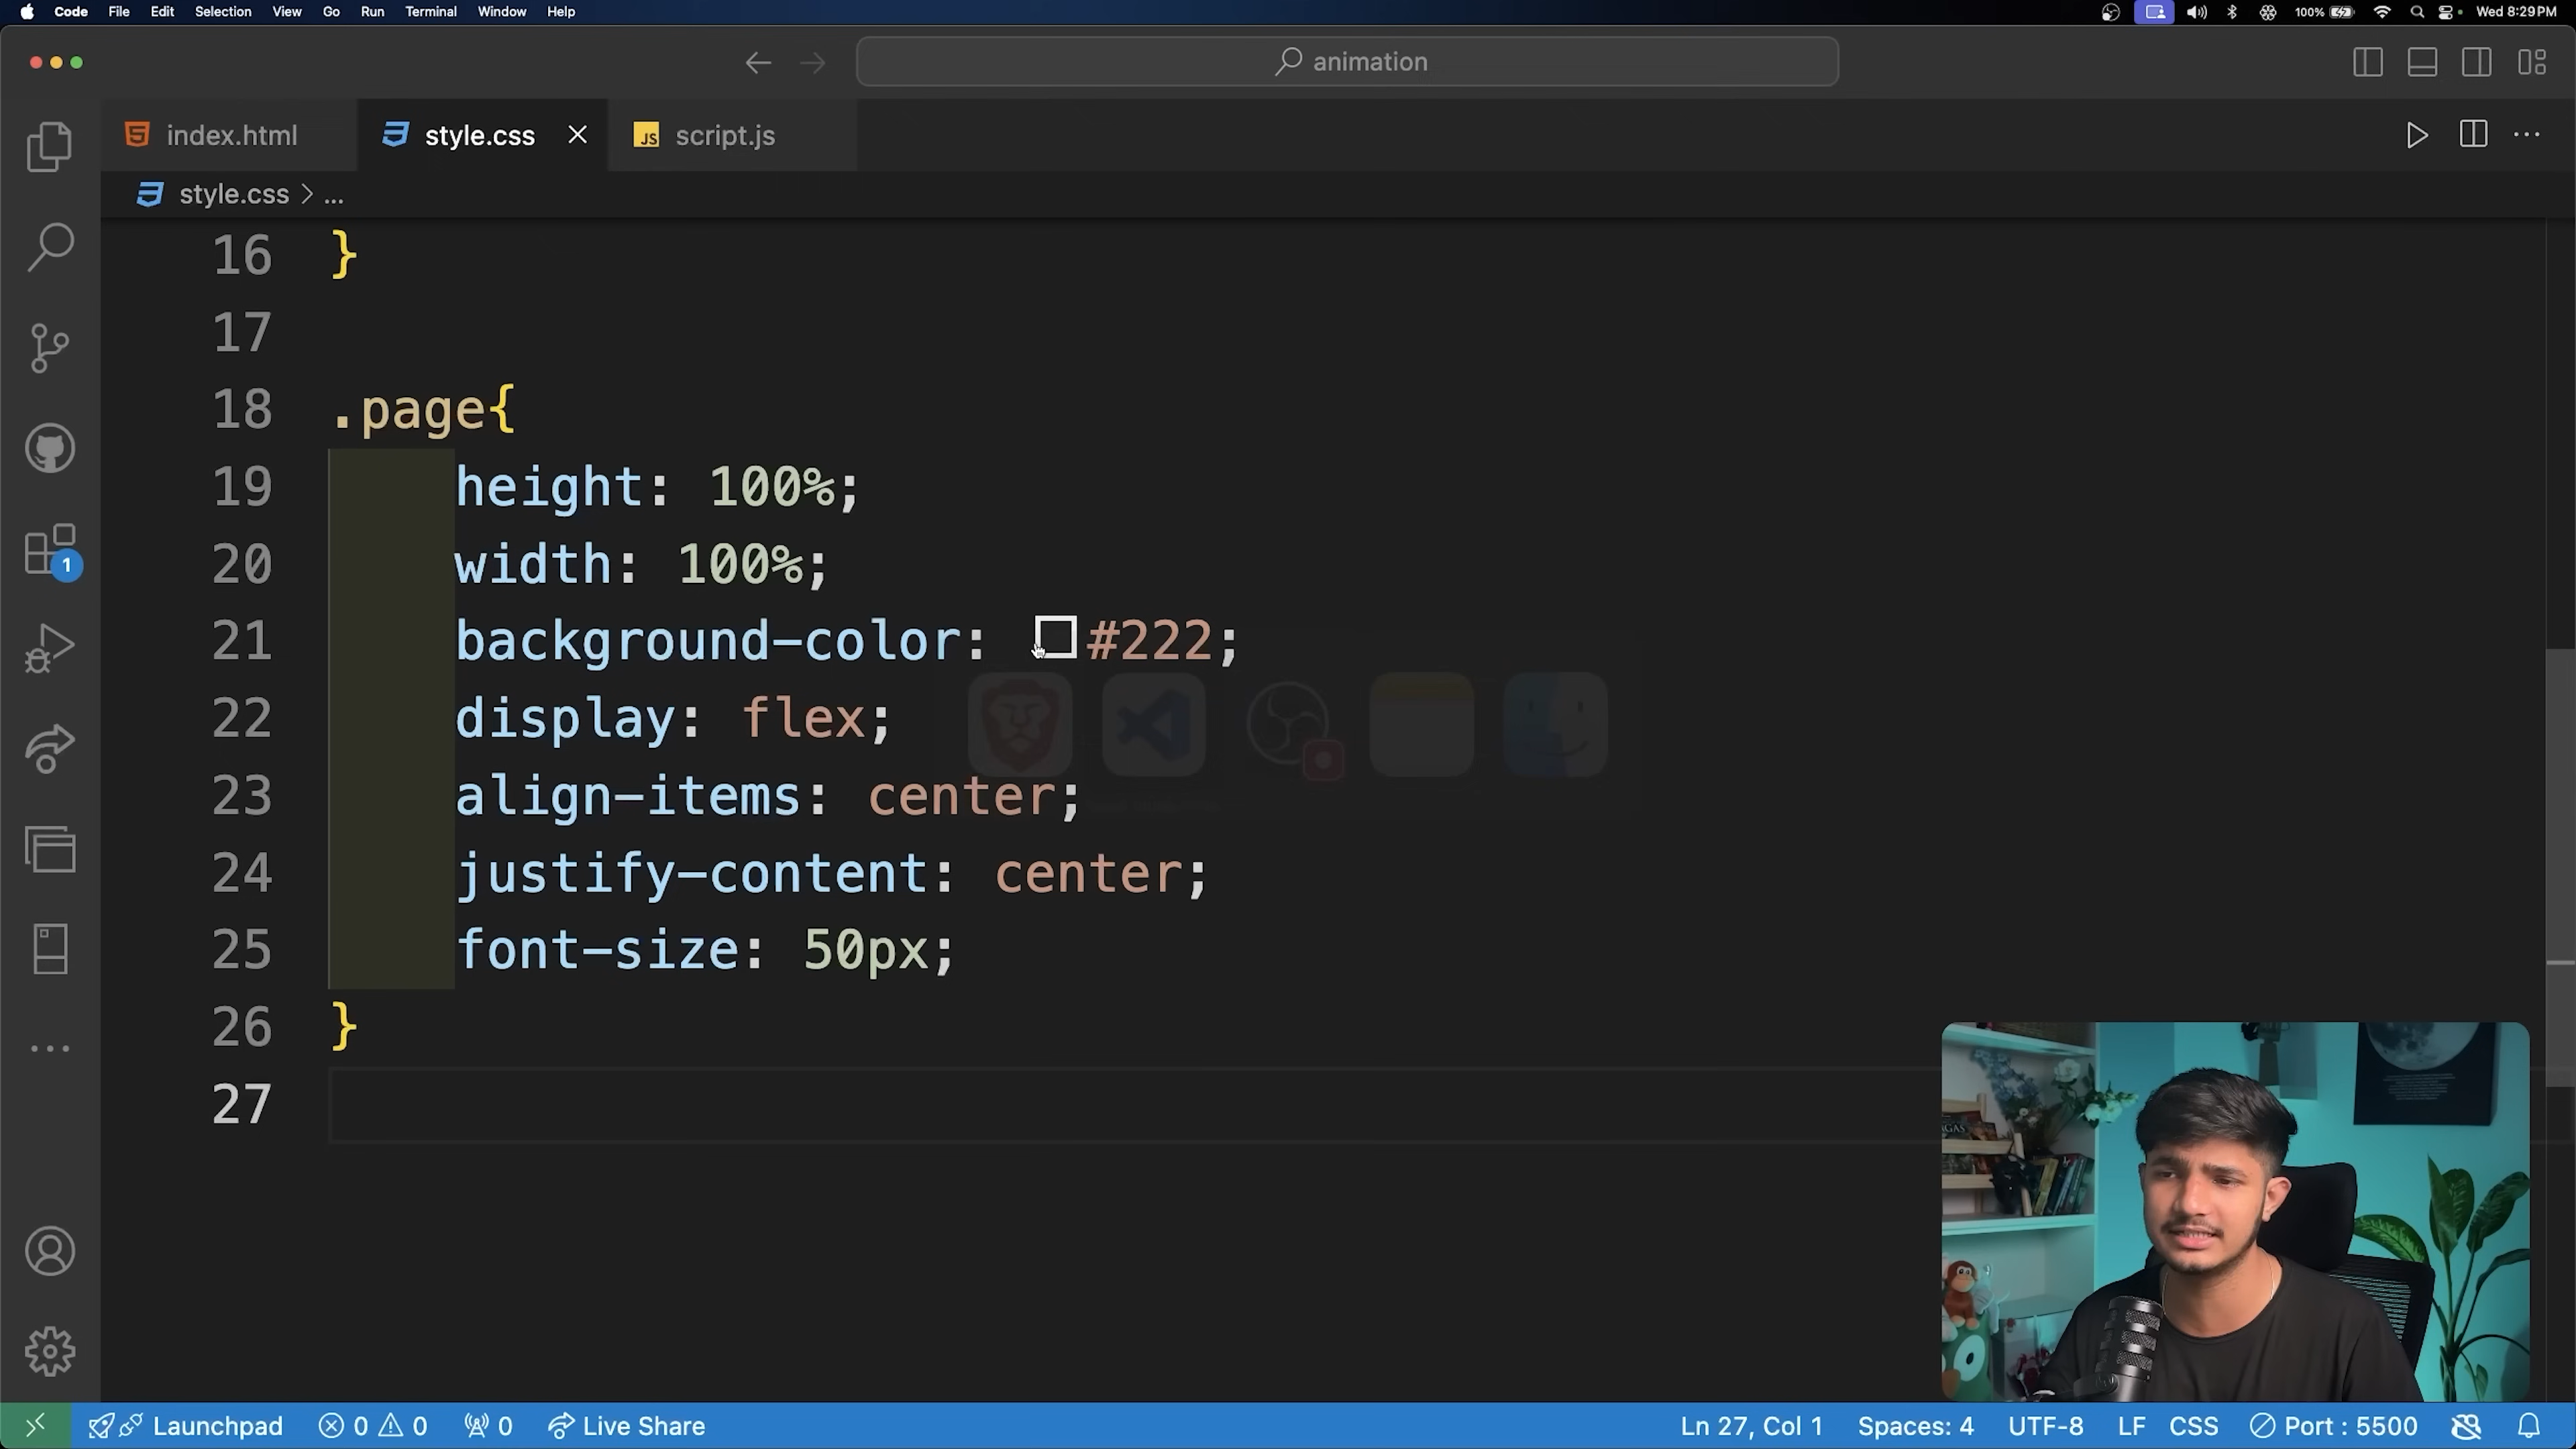 Code File Edit Selection View Go Run Terminal Window Help 100% Wed 8:29 PM
animation
index.html style.css JS script.js
style.css > ...
16 }
17
18 .page{
19 height: 100%;
20 width: 100%;
21 background-color: #222;
22 display: flex;
23 align-items: center;
24 justify-content: center;
25 font-size: 50px;
26 }
27
1
Launchpad 0 0 0 Live Share Ln 27, Col 1 Spaces: 4 UTF-8 LF CSS Port : 5500